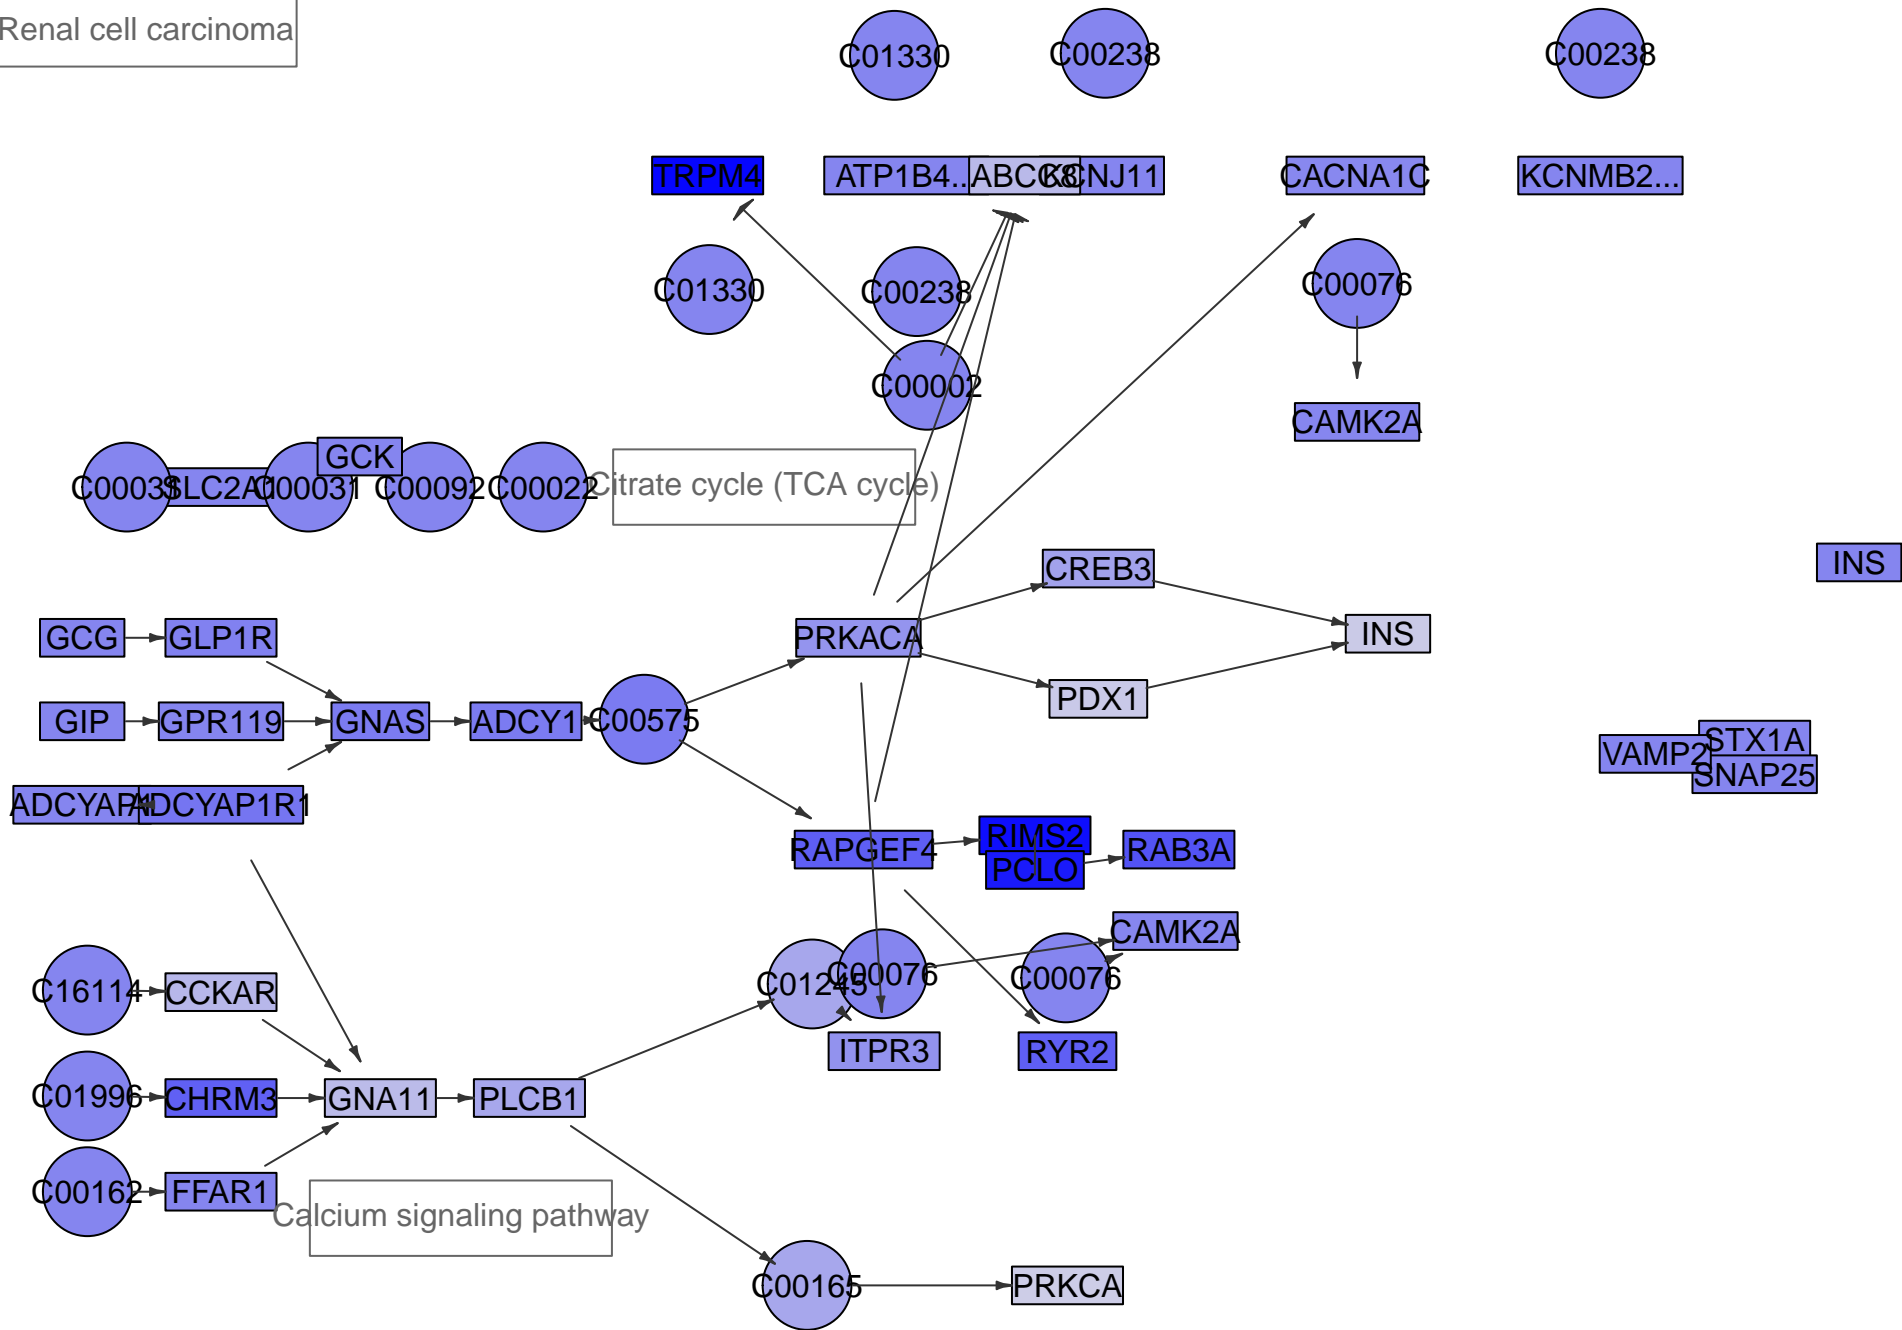 Renal cell carcinoma
C01330
C00238
C00238
TRPM4
ATP1B4...
ABCC8
KCNJ11
CACNA1C
KCNMB2...
C01330
C00238
C00076
C00002
CAMK2A
C00031
SLC2A1
C00031
GCK
C00092
C00022
Citrate cycle (TCA cycle)
CREB3
INS
GCG
GLP1R
PRKACA
INS
PDX1
GIP
GPR119
GNAS
ADCY1
C00575
STX1A
VAMP2
SNAP25
ADCYAP1
ADCYAP1R1
RAPGEF4
RIMS2
PCLO
RAB3A
CAMK2A
C01245
C00076
C00076
C16114
CCKAR
ITPR3
RYR2
C01996
CHRM3
GNA11
PLCB1
C00162
FFAR1
Calcium signaling pathway
C00165
PRKCA